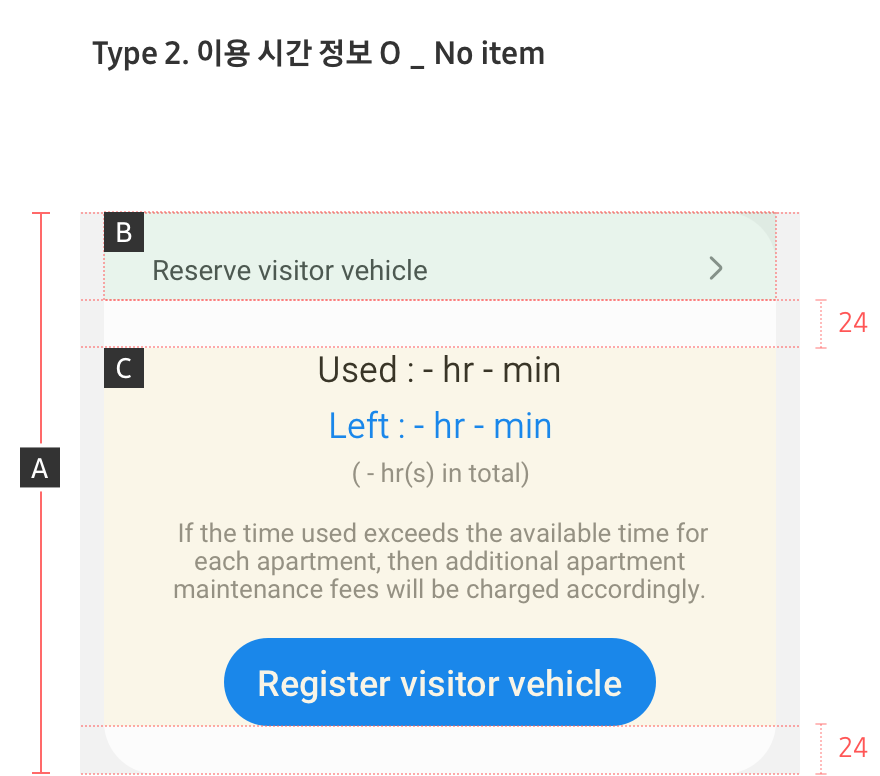 Type 2. 이용 시간 정보 O _ No item
B
Reserve visitor vehicle
24
C
Used : - hr - min
Left : - hr - min
A
( - hr(s) in total)
If the time used exceeds the available time for
each apartment, then additional apartment
maintenance fees will be charged accordingly.
Register visitor vehicle
24